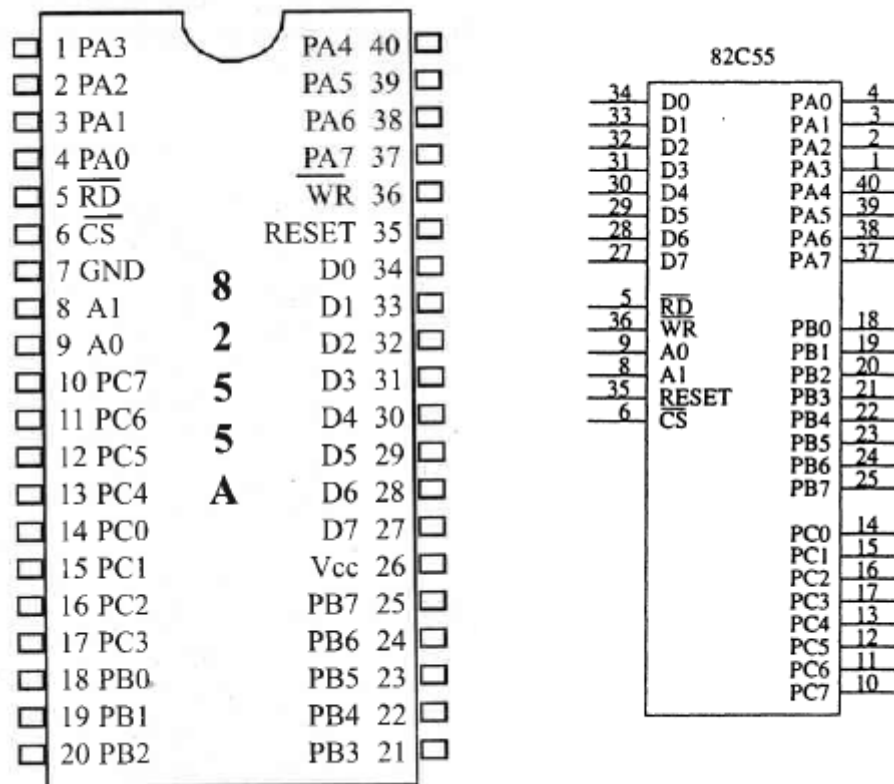 1 PA3 PA4 40
2 PA2 PA5 39
3 PA1 PA6 38
4 PA0 PA7 37
5 RD WR 36
6 CS RESET 35
7 GND D0 34
8 A1 D1 33
9 A0 D2 32
10 PC7 D3 31
11 PC6 D4 30
12 PC5 D5 29
13 PC4 D6 28
14 PC0 D7 27
15 PC1 Vcc 26
16 PC2 PB7 25
17 PC3 PB6 24
18 PB0 PB5 23
19 PB1 PB4 22
20 PB2 PB3 21
8
2
5
5
A
82C55
34 D0 PA0 4
33 D1 PA1 3
32 D2 PA2 2
31 D3 PA3 1
30 D4 PA4 40
29 D5 PA5 39
28 D6 PA6 38
27 D7 PA7 37
5 RD
36 WR PB0 18
9 A0 PB1 19
8 A1 PB2 20
35 RESET PB3 21
6 CS PB4 22
PB5 23
PB6 24
PB7 25
PC0 14
PC1 15
PC2 16
PC3 17
PC4 13
PC5 12
PC6 11
PC7 10